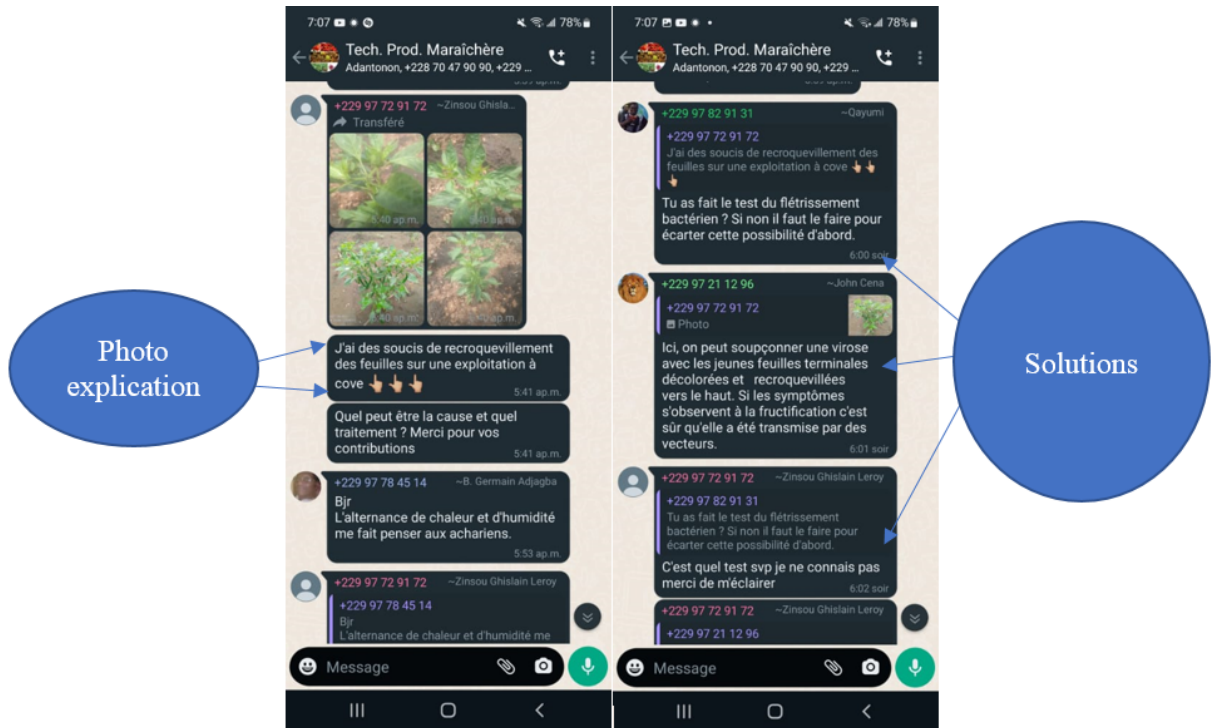 Photo
explication
7:07 78%
Tech. Prod. Maraîchère
Adantonon, +228 70 47 90 90, +229 ...
+229 97 72 91 72 ~Zinsou Ghisla...
Transféré
5:40 ap.m.
5:40 ap.m.
5:40 ap.m.
5:40 ap.m.
J'ai des soucis de recroquevillement
des feuilles sur une exploitation à
cove 👆🏼👆🏼👆🏼
5:41 ap.m.
Quel peut être la cause et quel
traitement ? Merci pour vos
contributions
5:41 ap.m.
+229 97 78 45 14 ~B. Germain Adjagba
Bjr
L'alternance de chaleur et d'humidité
me fait penser aux achariens.
5:53 ap.m.
+229 97 72 91 72 ~Zinsou Ghislain Leroy
+229 97 78 45 14
Bjr
L'alternance de chaleur et d'humidité me
Message
7:07 78%
Tech. Prod. Maraîchère
Adantonon, +228 70 47 90 90, +229 ...
+229 97 82 91 31 ~Qayumi
+229 97 72 91 72
J'ai des soucis de recroquevillement des
feuilles sur une exploitation à cove 👆🏼👆🏼
👆🏼
Tu as fait le test du flétrissement
bactérien ? Si non il faut le faire pour
écarter cette possibilité d'abord.
6:00 soir
+229 97 21 12 96 ~John Cena
+229 97 72 91 72
Photo
Ici, on peut soupçonner une virose
avec les jeunes feuilles terminales
décolorées et recroquevillées
vers le haut. Si les symptômes
s'observent à la fructification c'est
sûr qu'elle a été transmise par des
vecteurs.
6:01 soir
+229 97 72 91 72 ~Zinsou Ghislain Leroy
+229 97 82 91 31
Tu as fait le test du flétrissement
bactérien ? Si non il faut le faire pour
écarter cette possibilité d'abord.
C'est quel test svp je ne connais pas
merci de m'éclairer
6:02 soir
+229 97 72 91 72 ~Zinsou Ghislain Leroy
+229 97 21 12 96
Message
Solutions